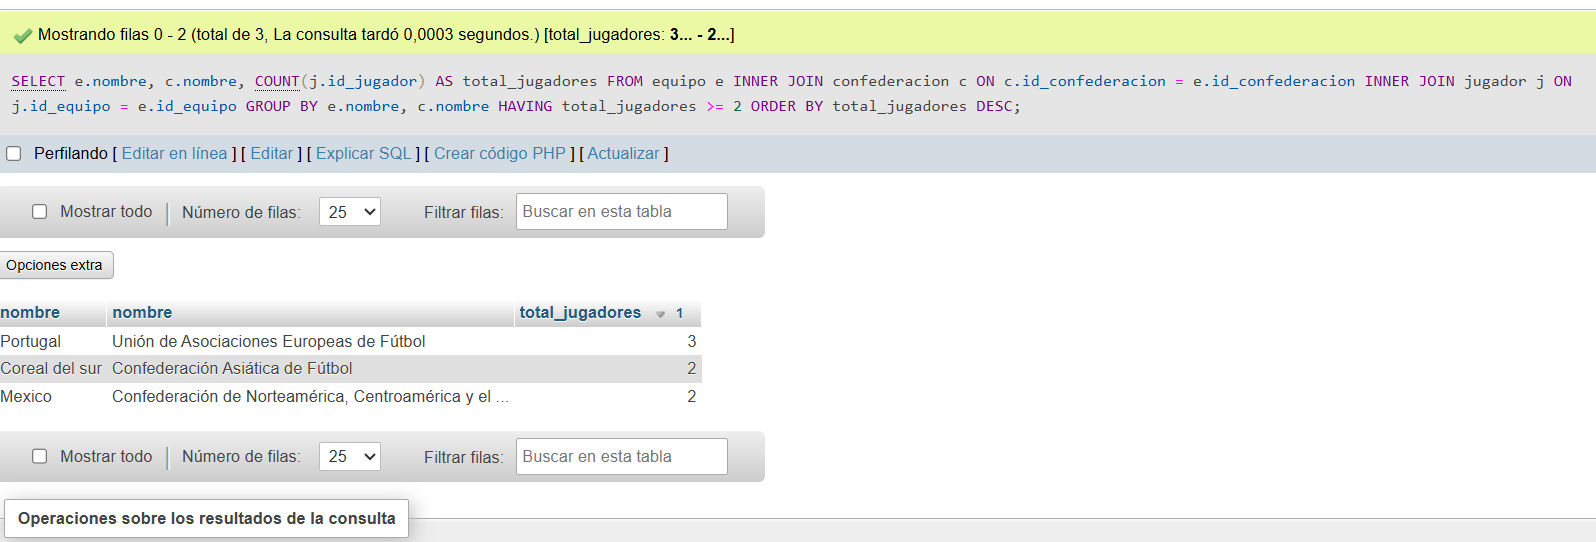 Mostrando filas 0 - 2 (total de 3, La consulta tardó 0,0003 segundos.) [total_jugadores: 3... - 2...]
SELECT e.nombre, c.nombre, COUNT(j.id_jugador) AS total_jugadores FROM equipo e INNER JOIN confederacion c ON c.id_confederacion = e.id_confederacion INNER JOIN jugador j ON
j.id_equipo = e.id_equipo GROUP BY e.nombre, c.nombre HAVING total_jugadores >= 2 ORDER BY total_jugadores DESC;
Perfilando [ Editar en línea ] [ Editar ] [ Explicar SQL ] [ Crear código PHP ] [ Actualizar ]
Mostrar todo Número de filas: 25 Filtrar filas: Buscar en esta tabla
Opciones extra
nombre nombre total_jugadores 1
Portugal Unión de Asociaciones Europeas de Fútbol 3
Coreal del sur Confederación Asiática de Fútbol 2
Mexico Confederación de Norteamérica, Centroamérica y el ... 2
Mostrar todo Número de filas: 25 Filtrar filas: Buscar en esta tabla
Operaciones sobre los resultados de la consulta